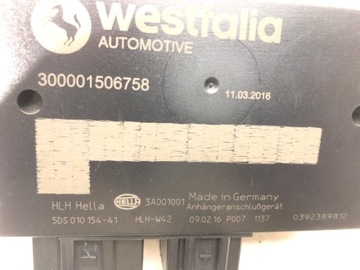 westfalia
AUTOMOTIVE
300001506758
11.03.2016
HLH Hella HELLA 3A001001 Made in Germany
Anhängeranschlußgerät
5DS 010 154-41 HLH-W42 09.02.16 P007 1137 0392389812